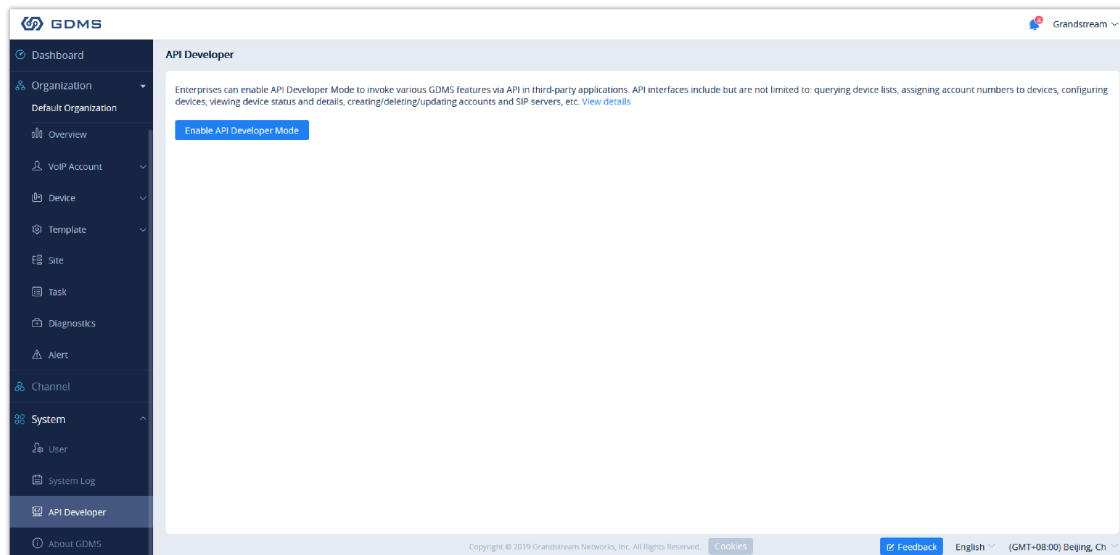 GDMS
2
Grandstream
Dashboard
Organization
Default Organization
Overview
VoIP Account
Device
Template
Site
Task
Diagnostics
Alert
Channel
System
User
System Log
API Developer
About GDMS
API Developer
Enterprises can enable API Developer Mode to invoke various GDMS features via API in third-party applications. API interfaces include but are not limited to: querying device lists, assigning account numbers to devices, configuring
devices, viewing device status and details, creating/deleting/updating accounts and SIP servers, etc. View details
Enable API Developer Mode
Copyright © 2019 Grandstream Networks, Inc. All Rights Reserved. Cookies
Feedback English (GMT+08:00) Beijing, Ch